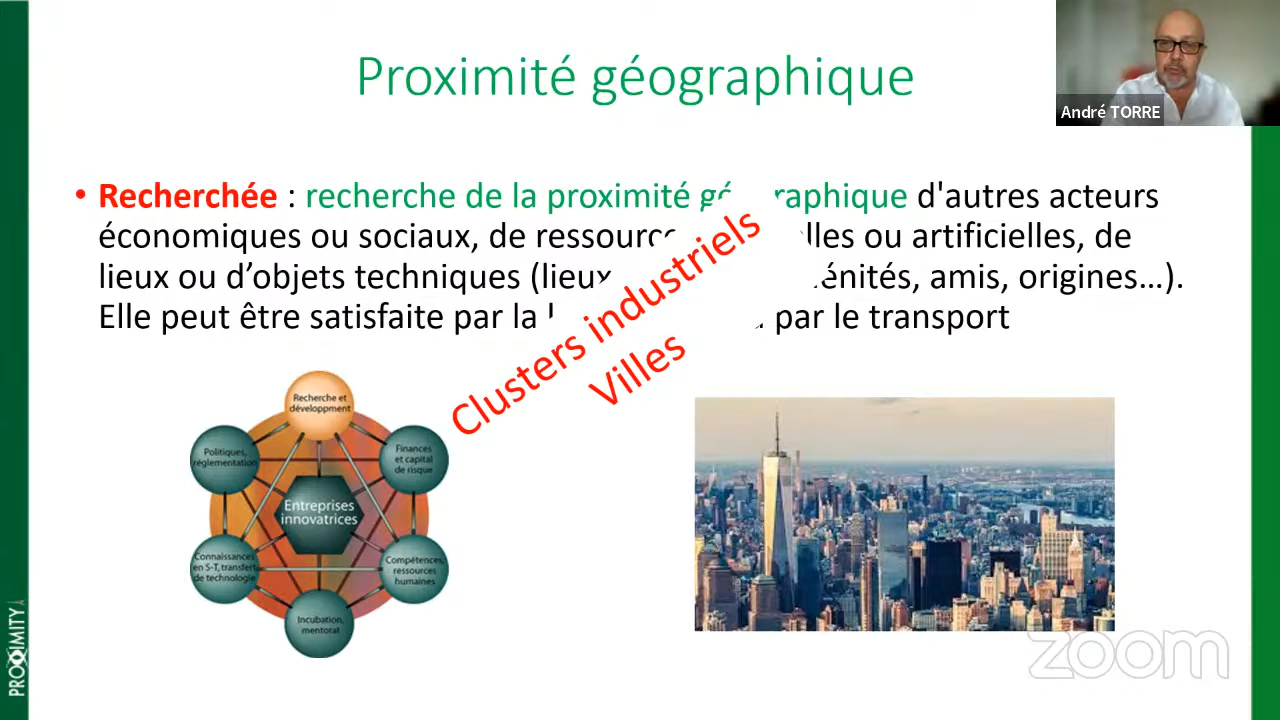 Proximité géographique
André TORRE
• Recherchée : recherche de la proximité géographique d'autres acteurs
économiques ou sociaux, de ressources lles ou artificielles, de
lieux ou d’objets techniques (lieux énités, amis, origines…).
Elle peut être satisfaite par la par le transport
Clusters industriels
Villes
Recherche et
développment
Politiques,
réglementation
Finances
et capital
de risque
Entreprises
innovatrices
Connaissances
en S-T, transfert
de technologie
Compétences,
ressources
humaines
Incubation,
mentorat
PROXIMITY
zoom